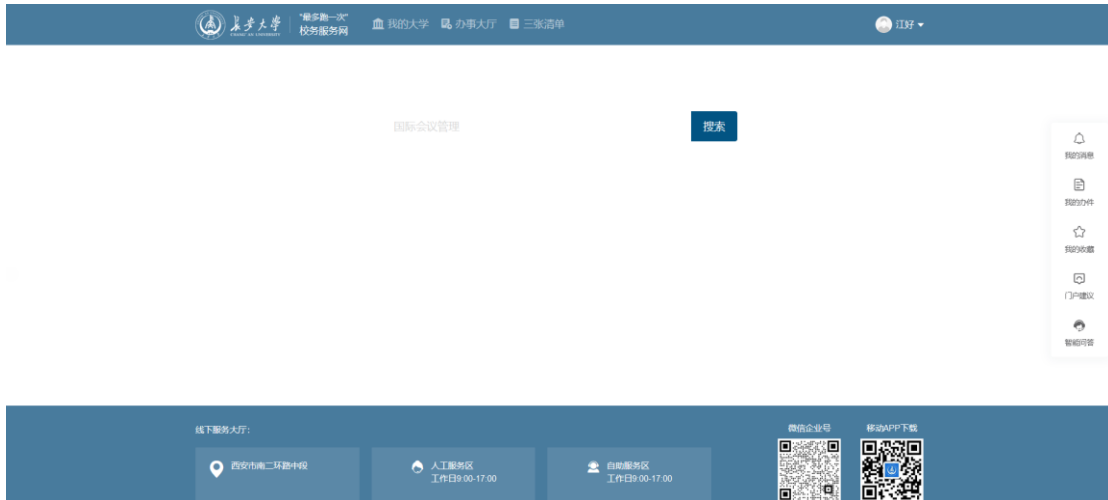 長安大學
CHANG'AN UNIVERSITY
“最多跑一次”
校务服务网
我的大学
办事大厅
三张清单
江好
国际会议管理
搜索
我的消息
我的办件
我的收藏
门户建议
智能问答
线下服务大厅:
西安市南二环路中段
人工服务区
工作日9:00-17:00
自助服务区
工作日9:00-17:00
微信企业号
移动APP下载